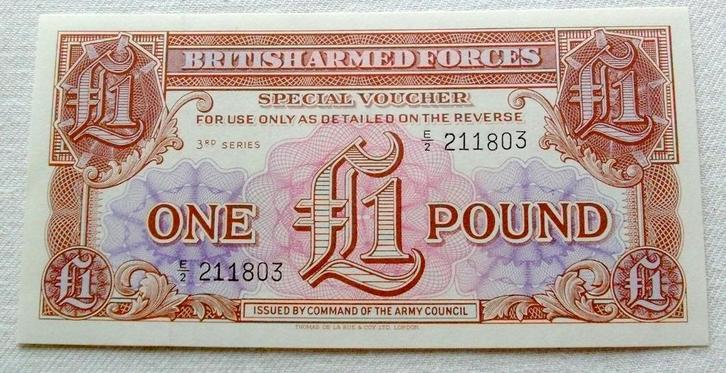 £1 BRITISH ARMED FORCES £1
SPECIAL VOUCHER
FOR USE ONLY AS DETAILED ON THE REVERSE
3RD SERIES E/2 211803
ONE £1 POUND
E/2 211803
£1 ISSUED BY COMMAND OF THE ARMY COUNCIL £1
THOMAS DE LA RUE & COY. LTD. LONDON.